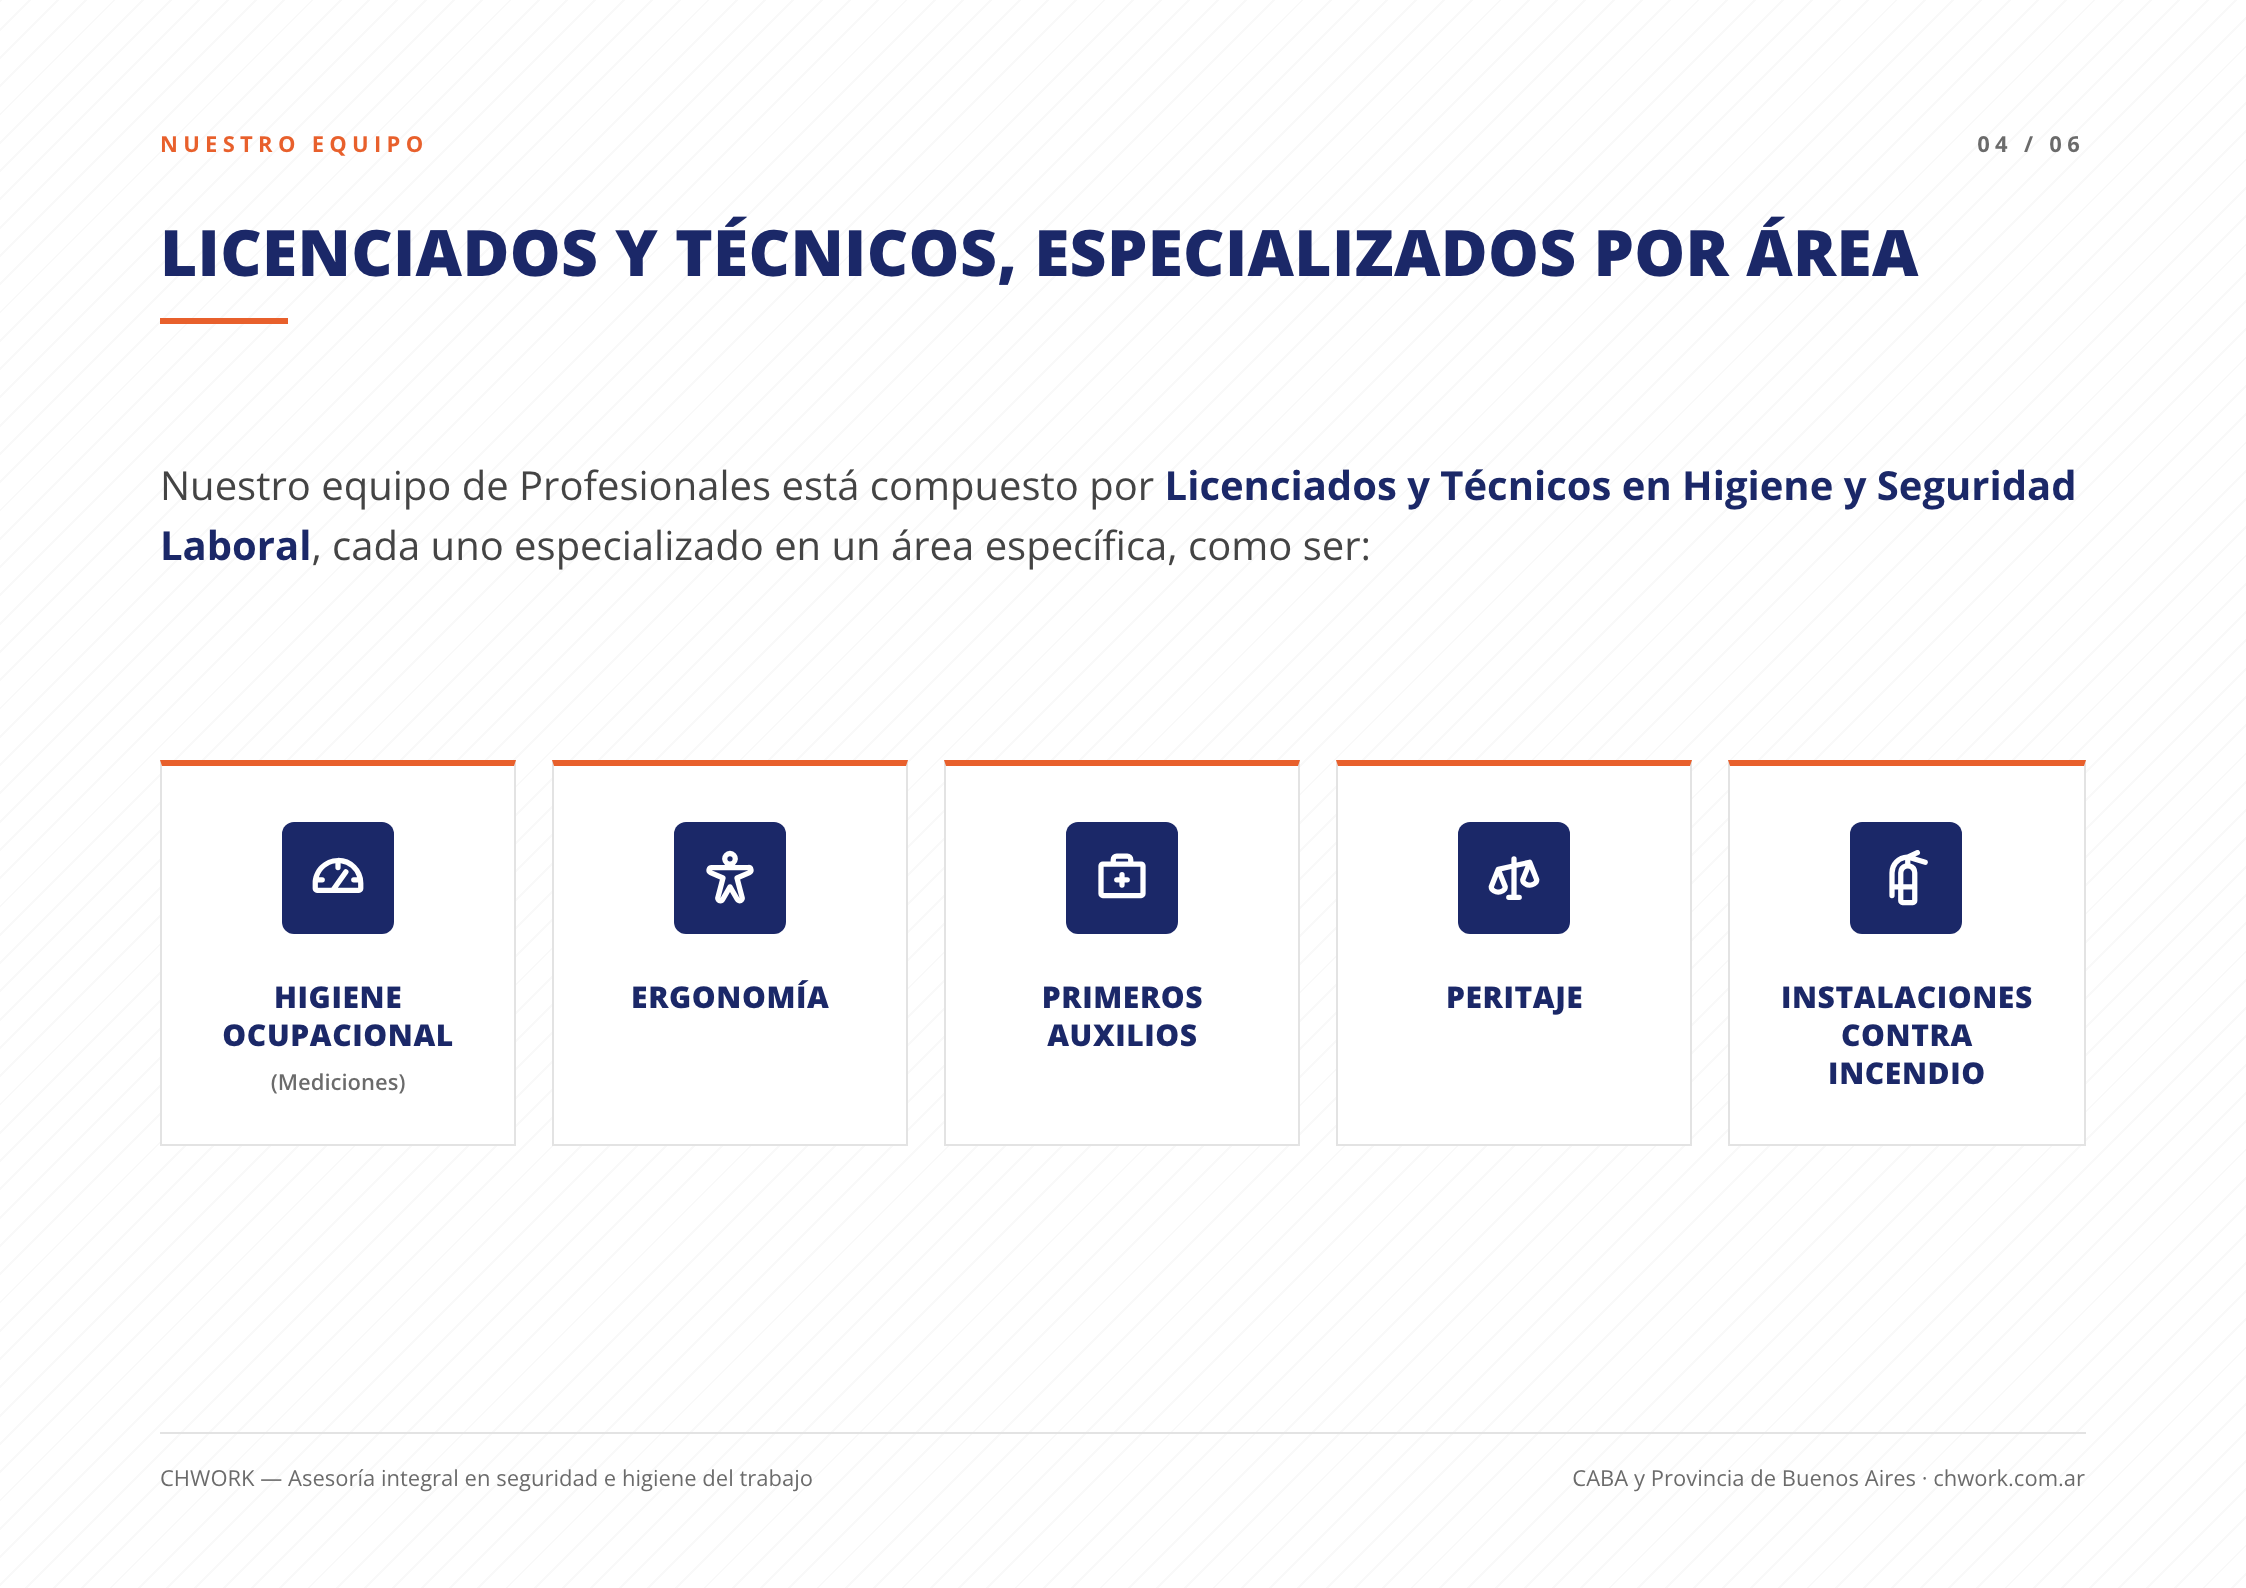 NUESTRO EQUIPO
04 / 06
LICENCIADOS Y TÉCNICOS, ESPECIALIZADOS POR ÁREA
Nuestro equipo de Profesionales está compuesto por Licenciados y Técnicos en Higiene y Seguridad
Laboral, cada uno especializado en un área específica, como ser:
HIGIENE
OCUPACIONAL
(Mediciones)
ERGONOMÍA
PRIMEROS
AUXILIOS
PERITAJE
INSTALACIONES
CONTRA
INCENDIO
CHWORK — Asesoría integral en seguridad e higiene del trabajo
CABA y Provincia de Buenos Aires · chwork.com.ar